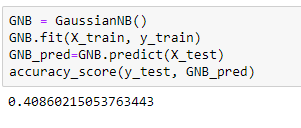 GNB = GaussianNB()
GNB.fit(X_train, y_train)
GNB_pred=GNB.predict(X_test)
accuracy_score(y_test, GNB_pred)
0.40860215053763443